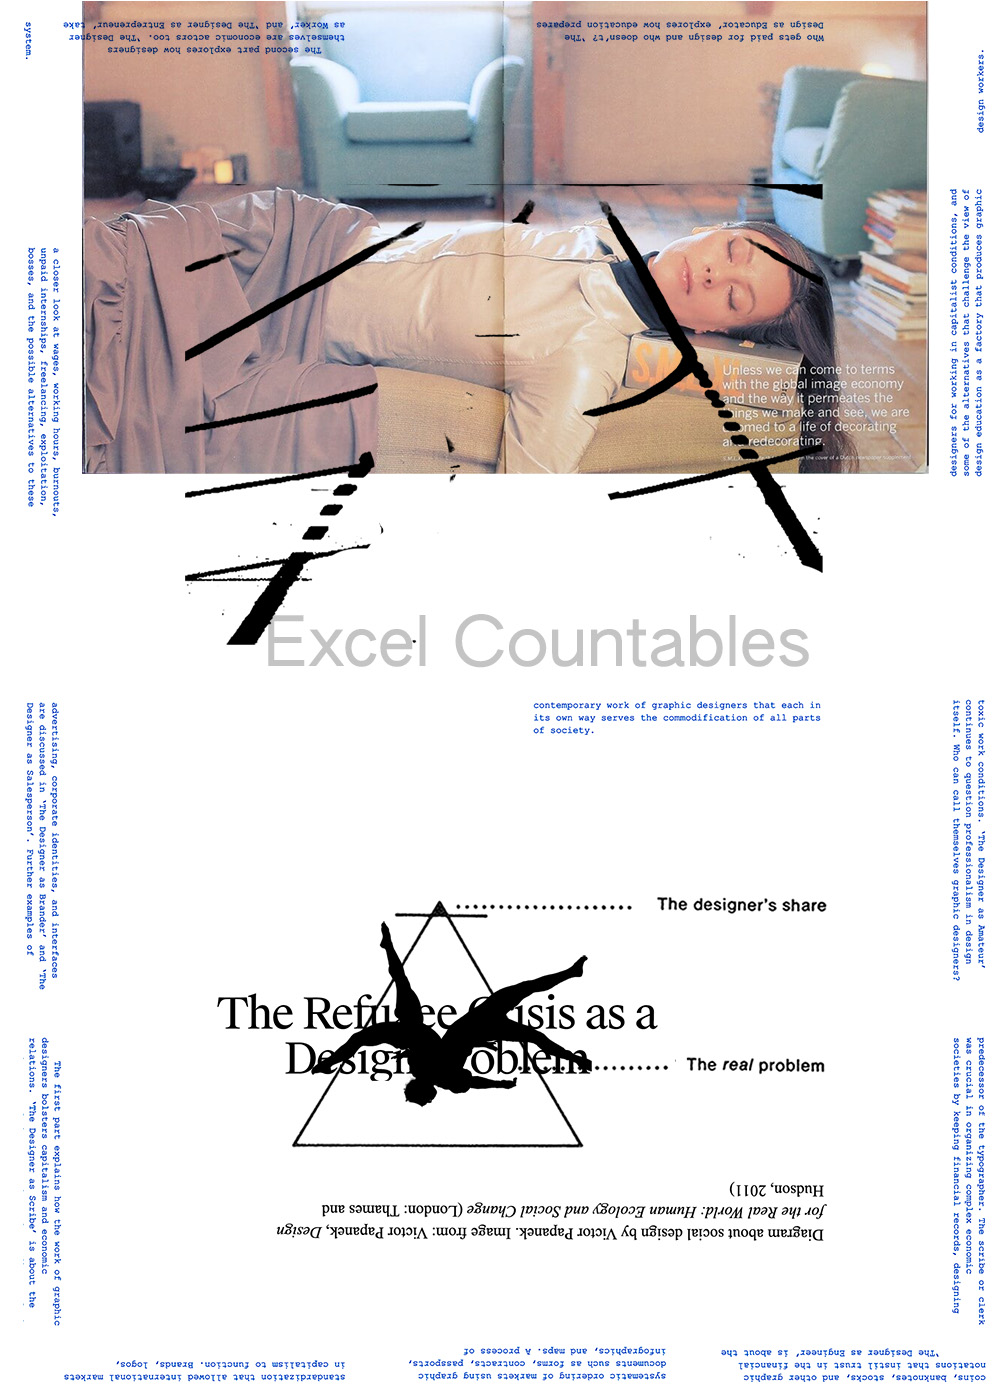 system.
The second part explores how designers
themselves are economic actors too. ‘The Designer
as Worker’, and ‘The Designer as Entrepreneur’, take
Who gets paid for design and who doesn’t? ‘The
Design as Educator’, explores how education prepares
design workers.
a closer look at wages, working hours, burnouts,
unpaid internships, freelancing, exploitation,
bosses, and the possible alternatives to these
designers for working in capitalist conditions, and
some of the alternatives that challenge the view of
design education as a factory that produces graphic
Unless we can come to terms
with the global image economy
and the way it permeates the
things we make and see, we are
to a life of decorating
and redecorating.
the cover of a Dutch
Excel Countables
contemporary work of graphic designers that each in
its own way serves the commodification of all parts
of society.
advertising, corporate identities, and interfaces
are discussed in ‘The Designer as Brander’ and ‘The
Designer as Salesperson’. Further examples of
toxic work conditions. ‘The Designer as Amateur’
continues to question professionalism in design
itself. Who can call themselves graphic designers?
The designer's share
The Refugee Crisis as a
Design Problem
The real problem
The first part explains how the work of graphic
designers bolsters capitalism and economic
relations. ‘The Designer as Scribe’ is about the
predecessor of the typographer. The scribe or clerk
was crucial in organizing complex economic
societies by keeping financial records, designing
Diagram about social design by Victor Papanek. Image from: Victor Papanek, Design
for the Real World: Human Ecology and Social Change (London: Thames and
Hudson, 2011)
coins, banknotes, stocks, and other graphic
notations that instil trust in the financial
‘The Designer as Engineer’, is about the
systematic ordering of markets using graphic
documents such as forms, contracts, passports,
infographics, and maps. A process of
standardization that allowed international markets
in capitalism to function. Brands, logos,